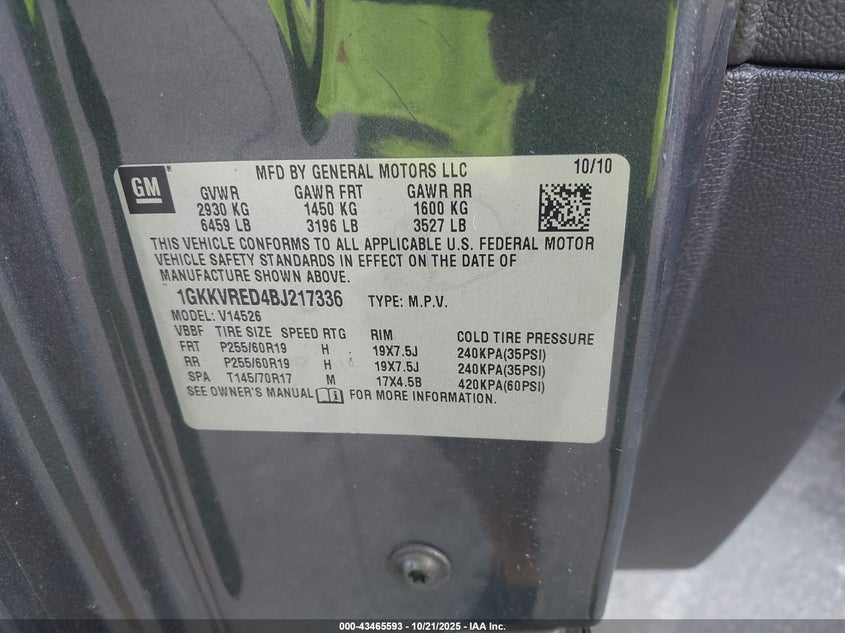 GM
MFD BY GENERAL MOTORS LLC 10/10
GVWR GAWR FRT GAWR RR
2930 KG 1450 KG 1600 KG
6459 LB 3196 LB 3527 LB
THIS VEHICLE CONFORMS TO ALL APPLICABLE U.S. FEDERAL MOTOR
VEHICLE SAFETY STANDARDS IN EFFECT ON THE DATE OF
MANUFACTURE SHOWN ABOVE.
1GKKVRED4BJ217336 TYPE: M.P.V.
MODEL: V14526
VBBF TIRE SIZE SPEED RTG RIM COLD TIRE PRESSURE
FRT P255/60R19 H 19X7.5J 240KPA(35PSI)
RR P255/60R19 H 19X7.5J 240KPA(35PSI)
SPA T145/70R17 M 17X4.5B 420KPA(60PSI)
SEE OWNER'S MANUAL FOR MORE INFORMATION.
000-43465593 - 10/21/2025 - IAA Inc.